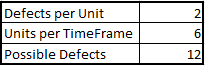 Defects per Unit 2
Units per TimeFrame 6
Possible Defects 12